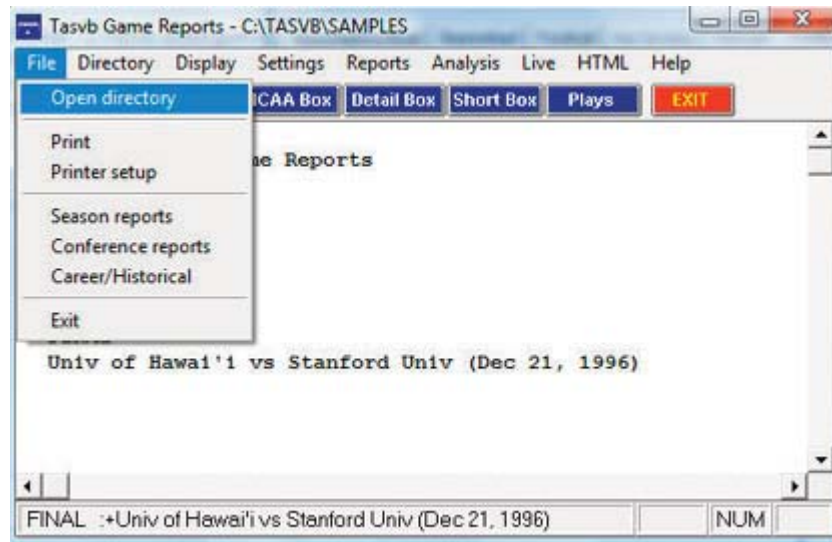 Tasvb Game Reports - C:\TASVB\SAMPLES
File Directory Display Settings Reports Analysis Live HTML Help
Open directory
Box Detail Box Short Box Plays EXIT
Print
Printer setup
Reports
Season reports
Conference reports
Career/Historical
Exit
Univ of Hawai'i vs Stanford Univ (Dec 21, 1996)
FINAL :+Univ of Hawai'i vs Stanford Univ (Dec 21, 1996) NUM